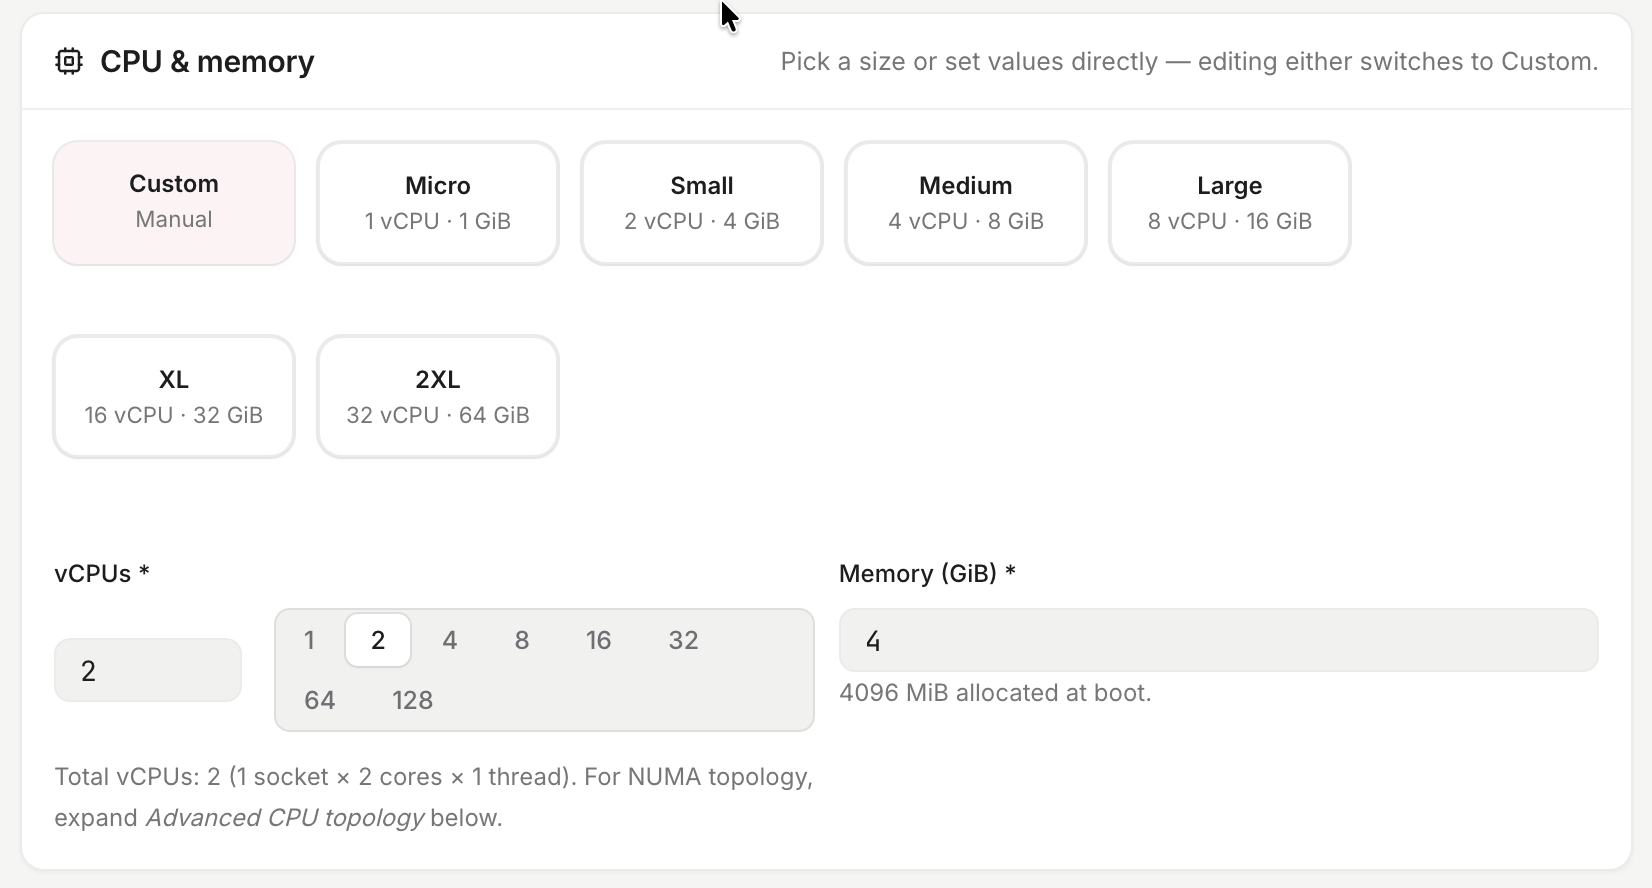 CPU & memory
Pick a size or set values directly — editing either switches to Custom.
Custom
Manual
Micro
1 vCPU · 1 GiB
Small
2 vCPU · 4 GiB
Medium
4 vCPU · 8 GiB
Large
8 vCPU · 16 GiB
XL
16 vCPU · 32 GiB
2XL
32 vCPU · 64 GiB
vCPUs *
2
1 2 4 8 16 32
64 128
Total vCPUs: 2 (1 socket × 2 cores × 1 thread). For NUMA topology,
expand Advanced CPU topology below.
Memory (GiB) *
4
4096 MiB allocated at boot.